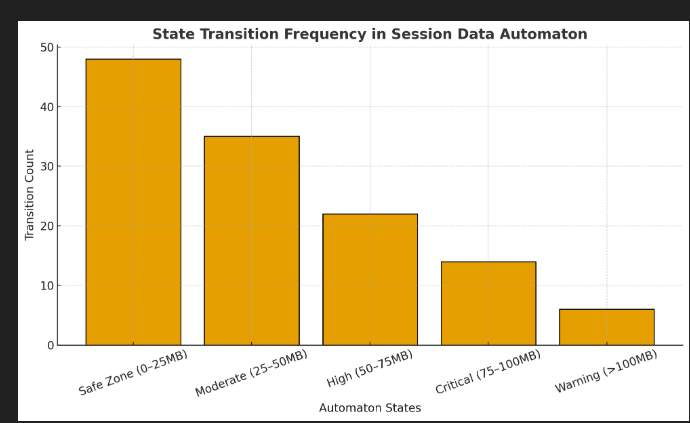 State Transition Frequency in Session Data Automaton
Transition Count
50
40
30
20
10
0
Safe Zone (0–25MB)
Moderate (25–50MB)
High (50–75MB)
Critical (75–100MB)
Warning (>100MB)
Automaton States